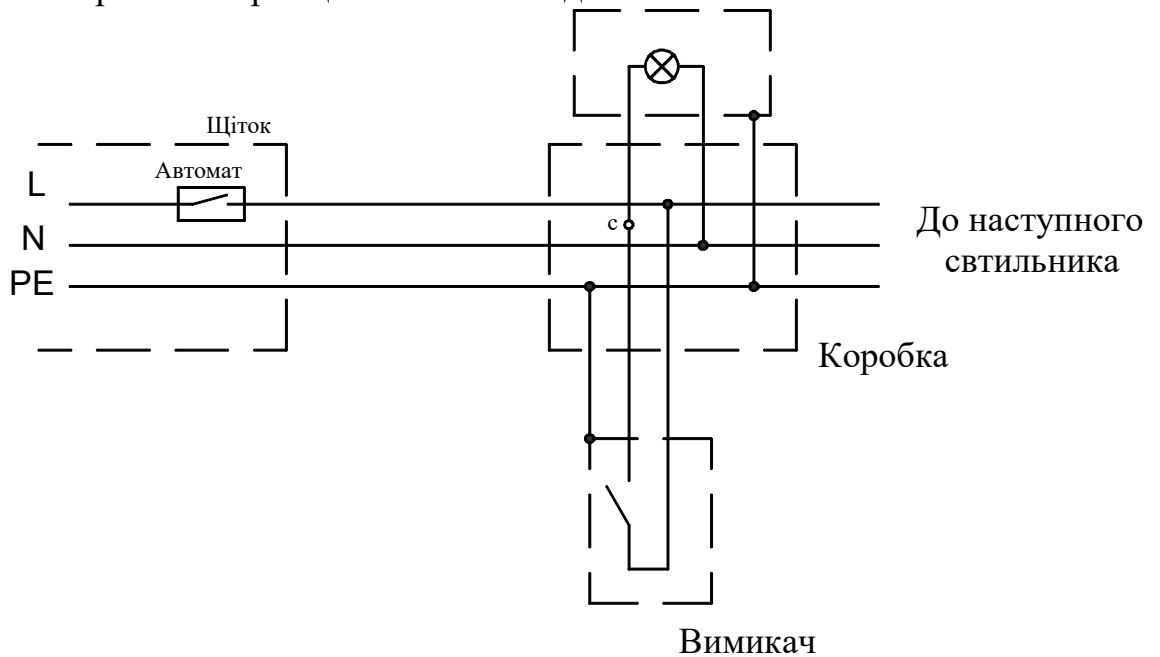 Щіток
Автомат
L
N
PE
с
До наступного
свтильника
Коробка
Вимикач